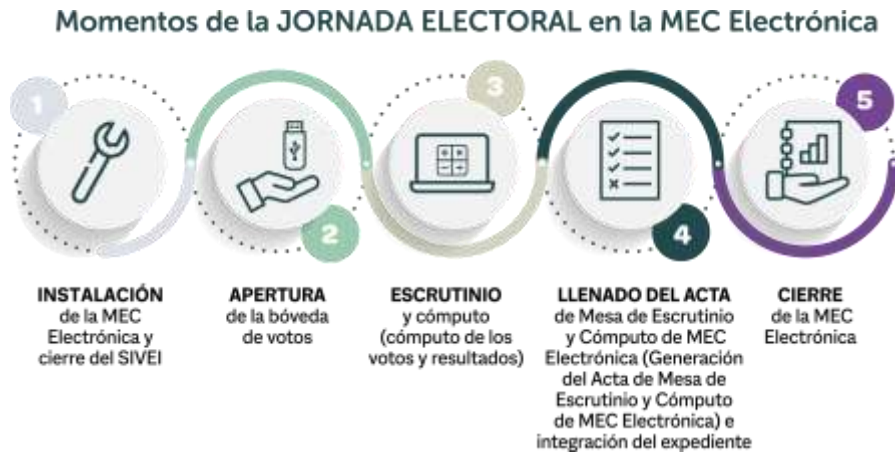 Momentos de la JORNADA ELECTORAL en la MEC Electrónica
1
INSTALACIÓN
de la MEC
Electrónica y
cierre del SIVEI
2
APERTURA
de la bóveda
de votos
3
ESCRUTINIO
y cómputo
(cómputo de los
votos y resultados)
4
LLENADO DEL ACTA
de Mesa de Escrutinio
y Cómputo de MEC
Electrónica (Generación
del Acta de Mesa de
Escrutinio y Cómputo
de MEC Electrónica) e
integración del expediente
5
CIERRE
de la MEC
Electrónica